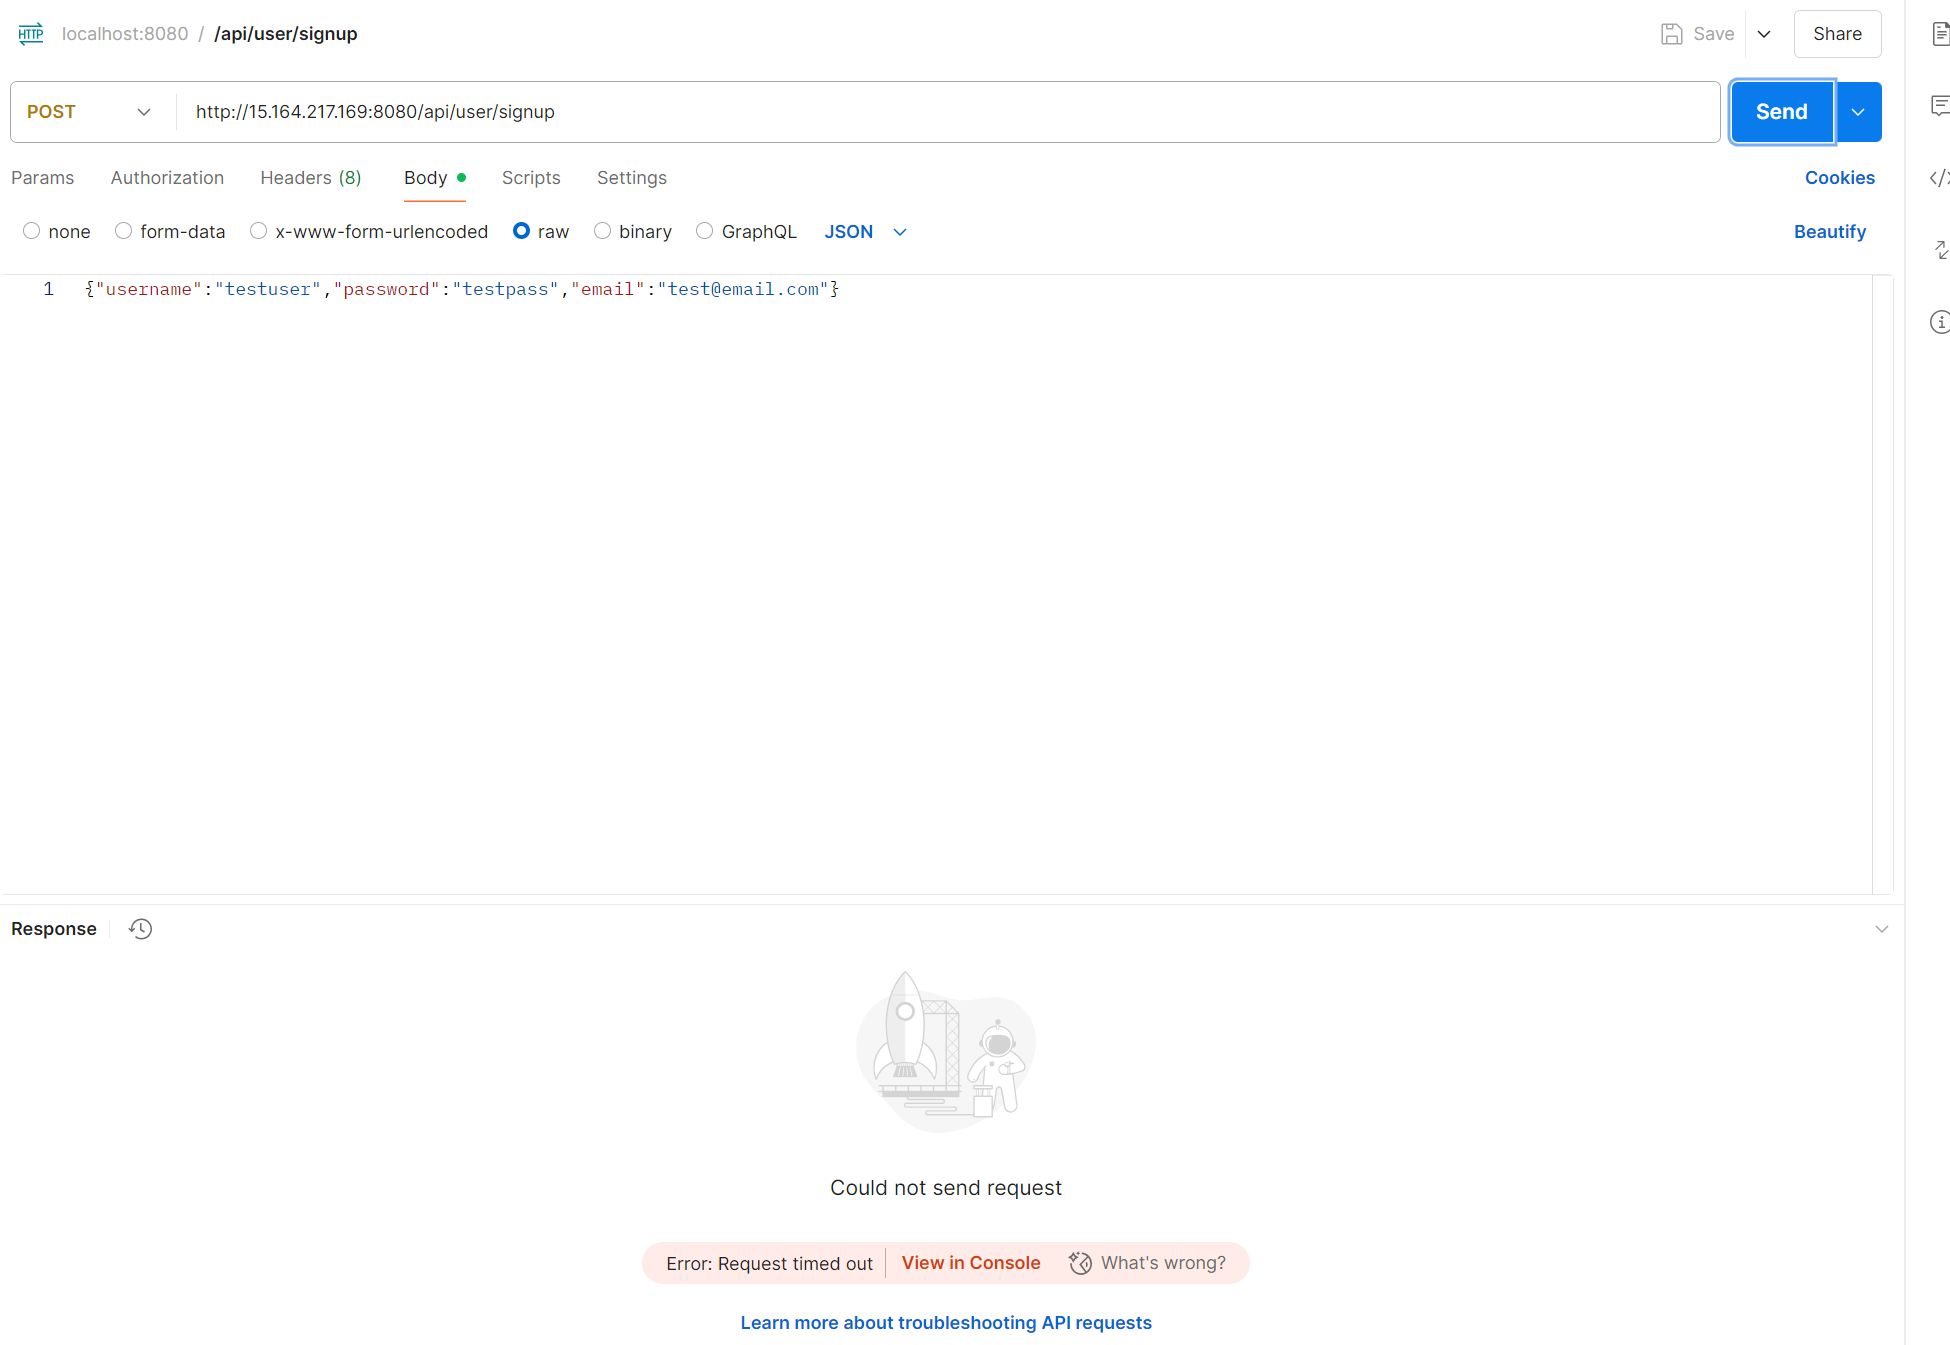 HTTP localhost:8080 / /api/user/signup Save Share
POST http://15.164.217.169:8080/api/user/signup Send
Params Authorization Headers (8) Body Scripts Settings Cookies
none form-data x-www-form-urlencoded raw binary GraphQL JSON Beautify
1 {"username":"testuser","password":"testpass","email":"test@email.com"}
Response
Could not send request
Error: Request timed out View in Console What's wrong?
Learn more about troubleshooting API requests